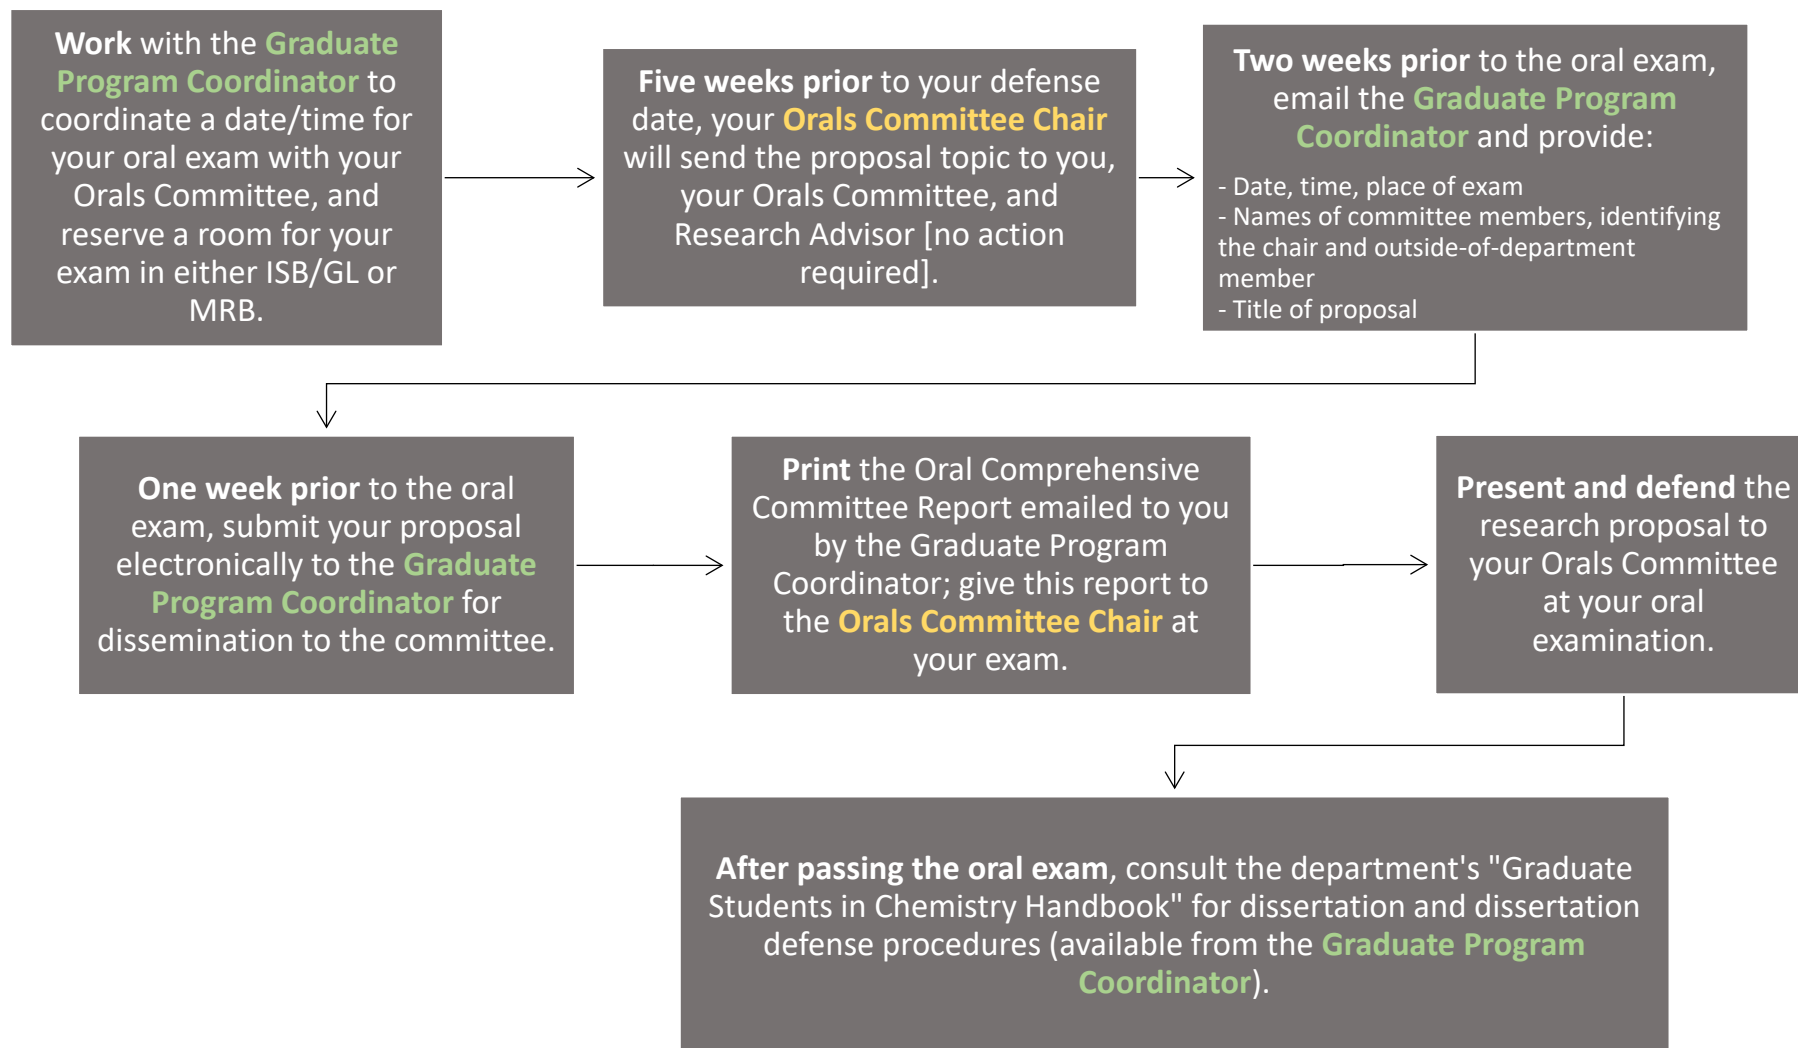 Work with the Graduate
Program Coordinator to
coordinate a date/time for
your oral exam with your
Orals Committee, and
reserve a room for your
exam in either ISB/GL or
MRB.
Five weeks prior to your defense
date, your Orals Committee Chair
will send the proposal topic to you,
your Orals Committee, and
Research Advisor [no action
required].
Two weeks prior to the oral exam,
email the Graduate Program
Coordinator and provide:
- Date, time, place of exam
- Names of committee members, identifying
the chair and outside-of-department
member
- Title of proposal
One week prior to the oral
exam, submit your proposal
electronically to the Graduate
Program Coordinator for
dissemination to the committee.
Print the Oral Comprehensive
Committee Report emailed to you
by the Graduate Program
Coordinator; give this report to
the Orals Committee Chair at
your exam.
Present and defend the
research proposal to
your Orals Committee
at your oral
examination.
After passing the oral exam, consult the department's "Graduate
Students in Chemistry Handbook" for dissertation and dissertation
defense procedures (available from the Graduate Program
Coordinator).